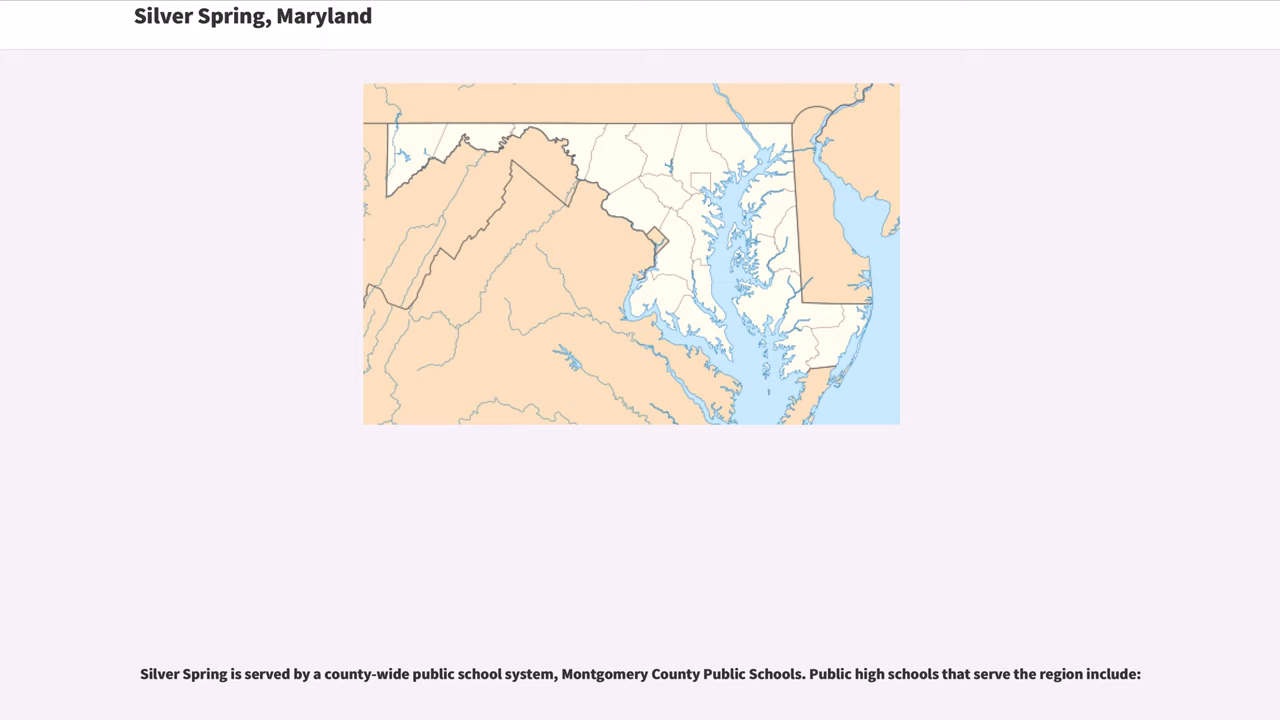 Silver Spring, Maryland
Silver Spring is served by a county-wide public school system, Montgomery County Public Schools. Public high schools that serve the region include: